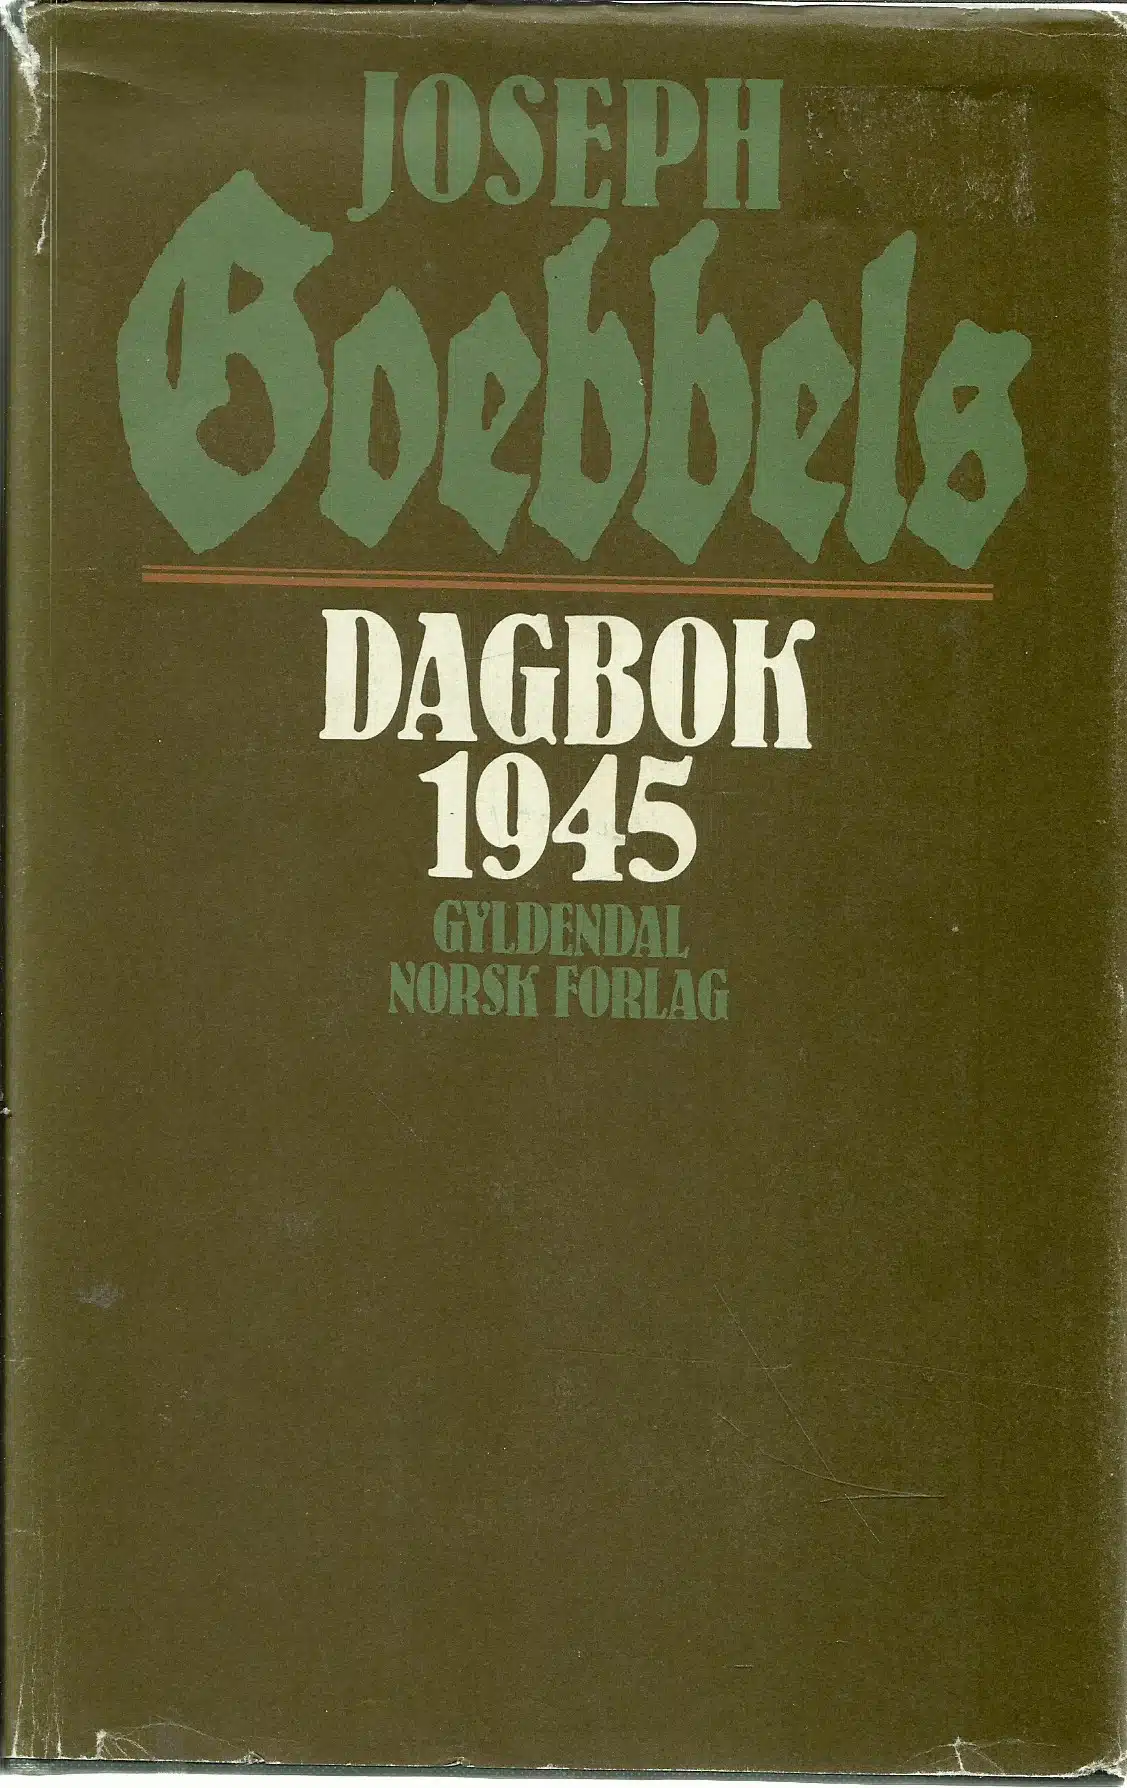 JOSEPH
Goebbels
DAGBOK
1945
GYLDENDAL
NORSK FORLAG